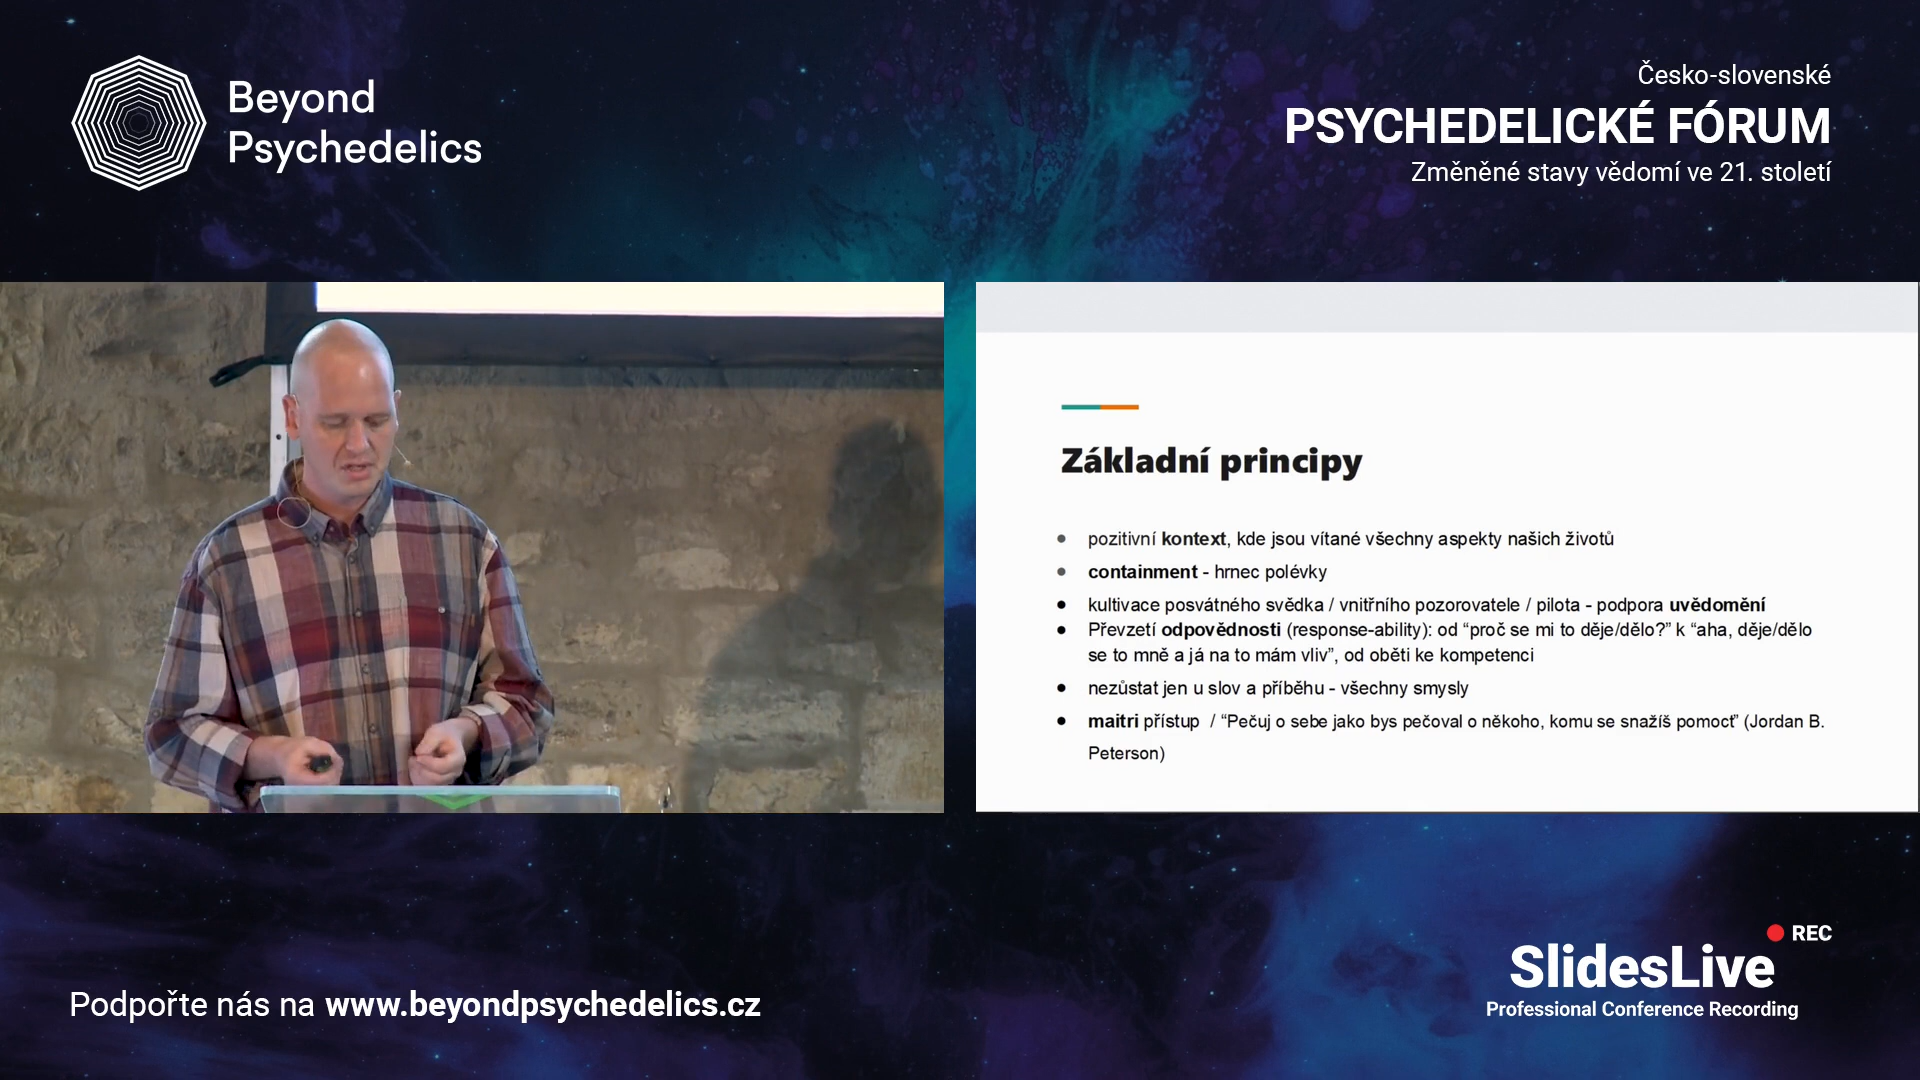 Beyond
Psychedelics
Česko-slovenské
PSYCHEDELICKÉ FÓRUM
Změněné stavy vědomí ve 21. století
Základní principy
pozitivní kontext, kde jsou vítané všechny aspekty našich životů
containment - hrnec polévky
kultivace posvátného svědka / vnitřního pozorovatele / pilota - podpora uvědomění
Převzetí odpovědnosti (response-ability): od “proč se mi to děje/dělo?” k “aha, děje/dělo
se to mně a já na to mám vliv”, od oběti ke kompetenci
nezůstat jen u slov a příběhu - všechny smysly
maitri přístup / “Pečuj o sebe jako bys pečoval o někoho, komu se snažíš pomocť” (Jordan B.
Peterson)
REC
SlidesLive
Professional Conference Recording
Podpořte nás na www.beyondpsychedelics.cz